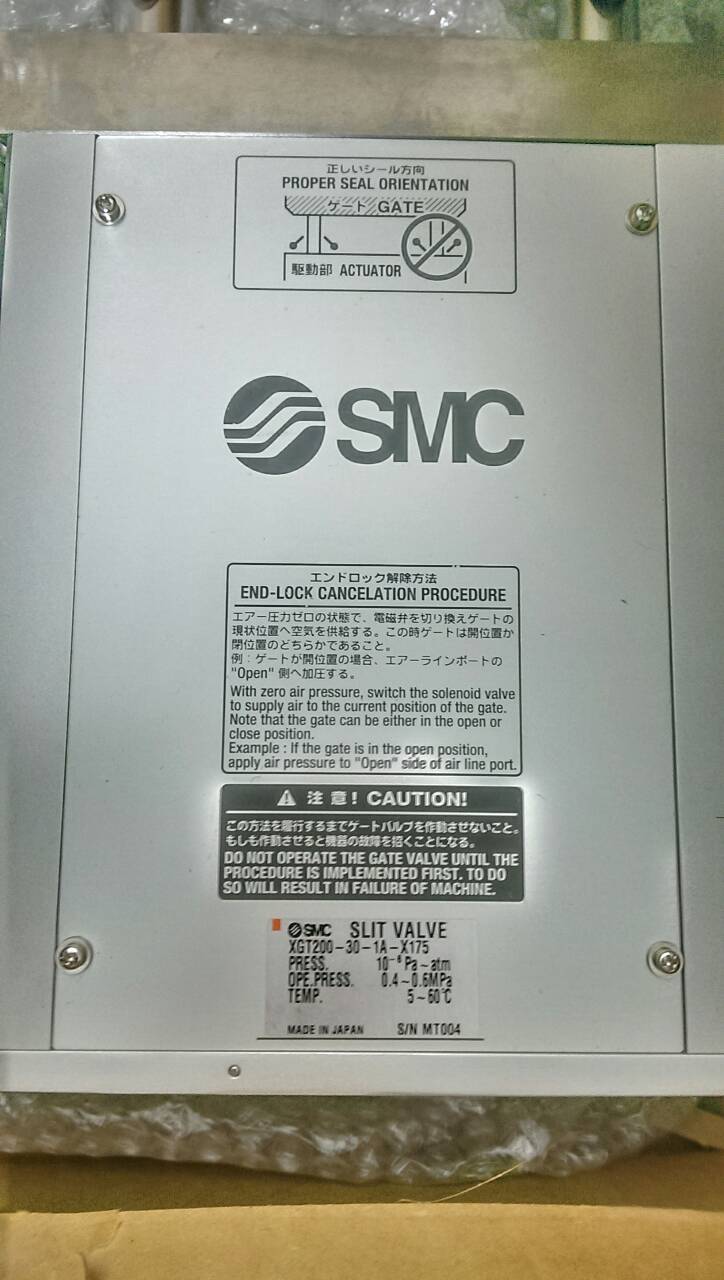 正しいシール方向
PROPER SEAL ORIENTATION
ゲート GATE
駆動部 ACTUATOR
SMC
エンドロック解除方法
END-LOCK CANCELATION PROCEDURE
エアー圧力ゼロの状態で、電磁弁を切り換えゲートの
現状位置へ空気を供給する。この時ゲートは開位置か
閉位置のどちらかであること。
例：ゲートが開位置の場合、エアーラインポートの
"Open" 側へ加圧する。
With zero air pressure, switch the solenoid valve
to supply air to the current position of the gate.
Note that the gate can be either in the open or
close position.
Example : If the gate is in the open position,
apply air pressure to "Open" side of air line port.
注 意 ! CAUTION!
この方法を履行するまでゲートバルブを作動させないこと。
もしも作動させると機器の故障を招くことになる。
DO NOT OPERATE THE GATE VALVE UNTIL THE
PROCEDURE IS IMPLEMENTED FIRST. TO DO
SO WILL RESULT IN FAILURE OF MACHINE.
SMC SLIT VALVE
XGT200-30-1A-X175
PRESS. 10⁻⁶ Pa~atm
OPE.PRESS. 0.4~0.6MPa
TEMP. 5~60℃
MADE IN JAPAN S/N MT004